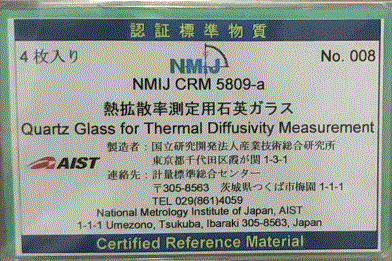 認証標準物質
4枚入り
No. 008
NMIJ
NMIJ CRM 5809-a
熱拡散率測定用石英ガラス
Quartz Glass for Thermal Diffusivity Measurement
AIST
製造者：国立研究開発法人産業技術総合研究所
東京都千代田区霞が関 1-3-1
連絡先：計量標準総合センター
〒305-8563 茨城県つくば市梅園 1-1-1
TEL 029(861)4059
National Metrology Institute of Japan, AIST
1-1-1 Umezono, Tsukuba, Ibaraki 305-8563, Japan
Certified Reference Material